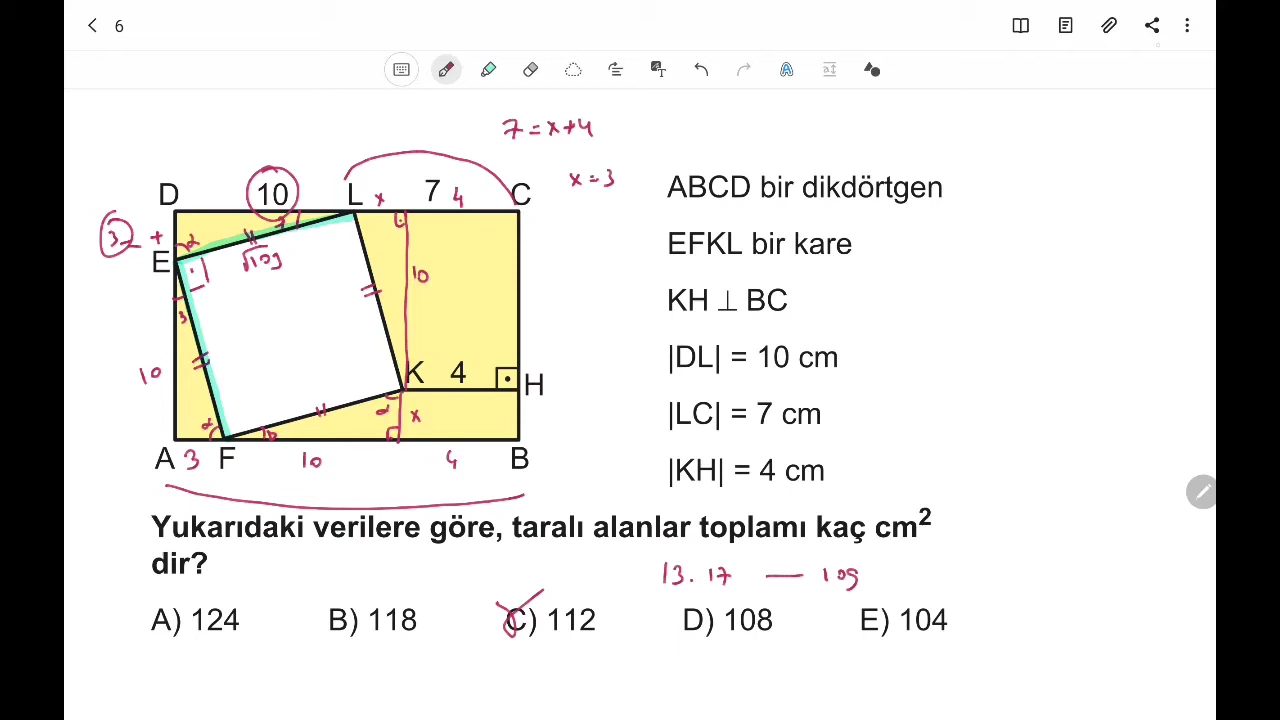 6
7 = x + 4
D 10 L x 7 4 C
x = 3
ABCD bir dikdörtgen
3 + α
E √109
EFKL bir kare
10
KH ⊥ BC
3
10
K 4 H
|DL| = 10 cm
α α x
|LC| = 7 cm
A 3 F 10 4 B
|KH| = 4 cm
Yukarıdaki verilere göre, taralı alanlar toplamı kaç cm²
dir?
13.17 — 109
A) 124 B) 118 C) 112 D) 108 E) 104